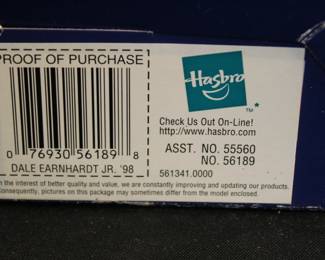 PROOF OF PURCHASE
0 76930 56189 8
DALE EARNHARDT JR. '98
Hasbro
Check Us Out On-Line!
http://www.hasbro.com
ASST. NO. 55560
NO. 56189
561341.0000
In the interest of better quality and value, we are constantly improving and updating our products.
Consequently, pictures on this package may sometimes differ from the model enclosed.